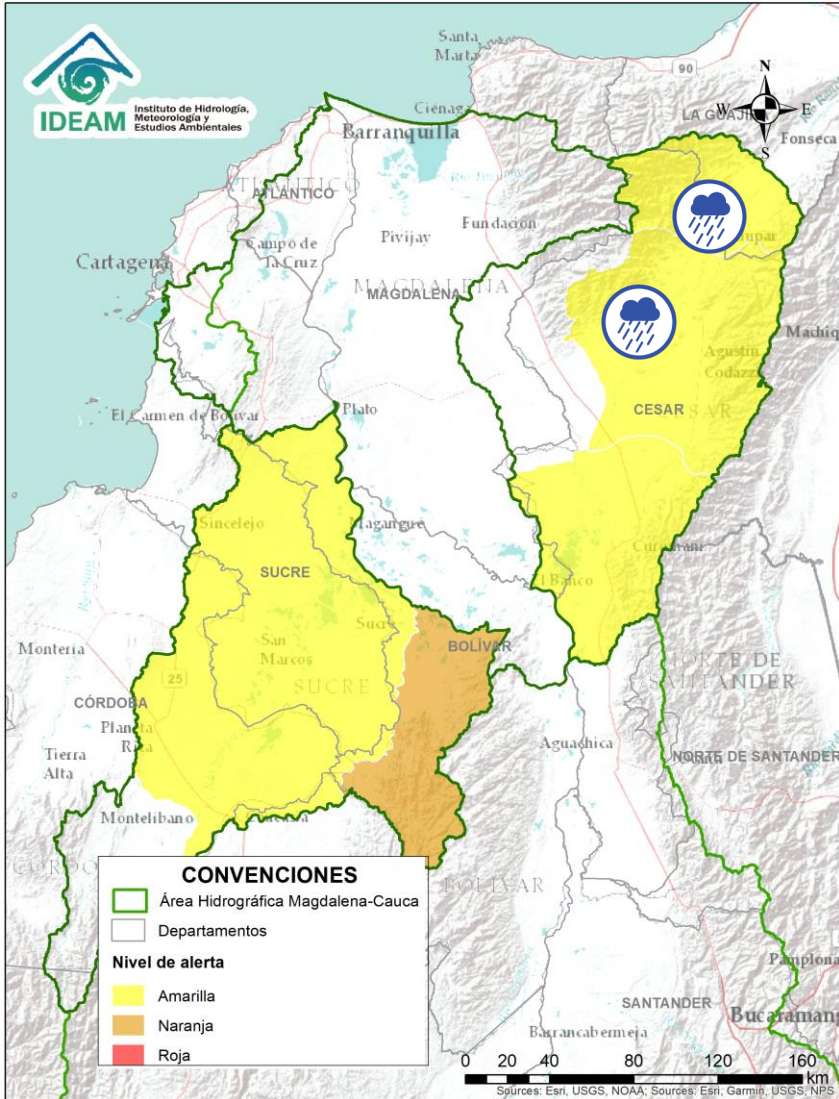 IDEAM
Instituto de Hidrología,
Meteorología y
Estudios Ambientales
Santa
Marta
90
N
W
E
S
LA GUAJIR
Fonseca
Ciénaga
Barranquilla
ATLÁNTICO
ATLÁNTICO
Campo de
la Cruz
Pivijay
Fundación
Cartagena
MAGDALENA
MAGDALENA
upar
Machiq
Agustín
Codazzi
CESAR
El Carmen de Bolívar
Plato
Sincelejo
Magangué
Curumaní
El Banco
SUCRE
Sucre
BOLÍVAR
Montería
San
Marcos
SUCRE
25
CÓRDOBA
Planeta
Rica
Tierra
Alta
NORTE DE
SANTANDER
NORTE DE SANTANDER
Aguachica
Montelíbano
BOLÍVAR
CONVENCIONES
Área Hidrográfica Magdalena-Cauca
Departamentos
Nivel de alerta
Amarilla
Naranja
Roja
Pamplona
SANTANDER
Bucaramang
Barrancabermeja
0 20 40 80 120 160
km
Sources: Esri, USGS, NOAA; Sources: Esri, Garmin, USGS, NPS